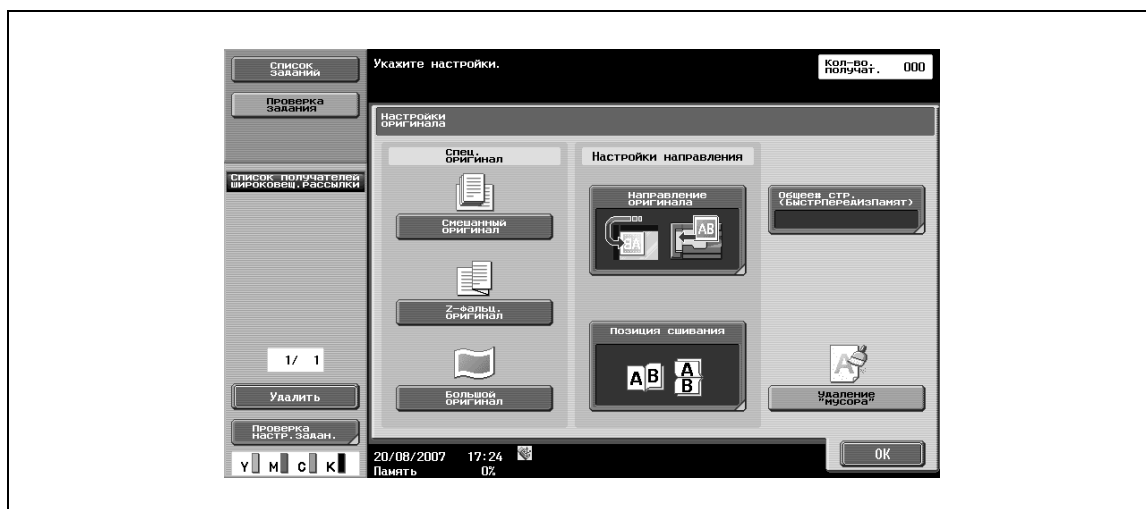 Список
заданий
Проверка
задания
Список получателей
широковещ.рассылки
1/ 1
Удалить
Проверка
настр.задан.
Y M C K
Укажите настройки.
Кол-во.
получат. 000
Настройки
оригинала
Спец.
оригинал
Смешанный
оригинал
Z-фальц.
оригинал
Большой
оригинал
Настройки направления
Направление
оригинала
AB
AB
Позиция сшивания
A B
A
B
Общее# стр.
(БыстрПередИзПамят)
A
Удаление
"мусора"
OK
20/08/2007 17:24
Память 0%